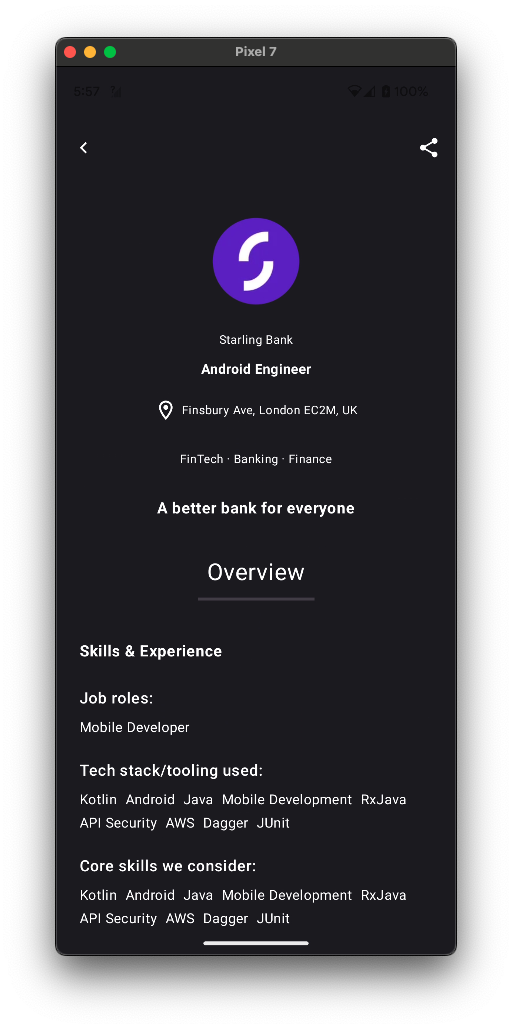 Pixel 7
5:57 100%
Starling Bank
Android Engineer
Finsbury Ave, London EC2M, UK
FinTech · Banking · Finance
A better bank for everyone
Overview
Skills & Experience
Job roles:
Mobile Developer
Tech stack/tooling used:
Kotlin Android Java Mobile Development RxJava
API Security AWS Dagger JUnit
Core skills we consider:
Kotlin Android Java Mobile Development RxJava
API Security AWS Dagger JUnit